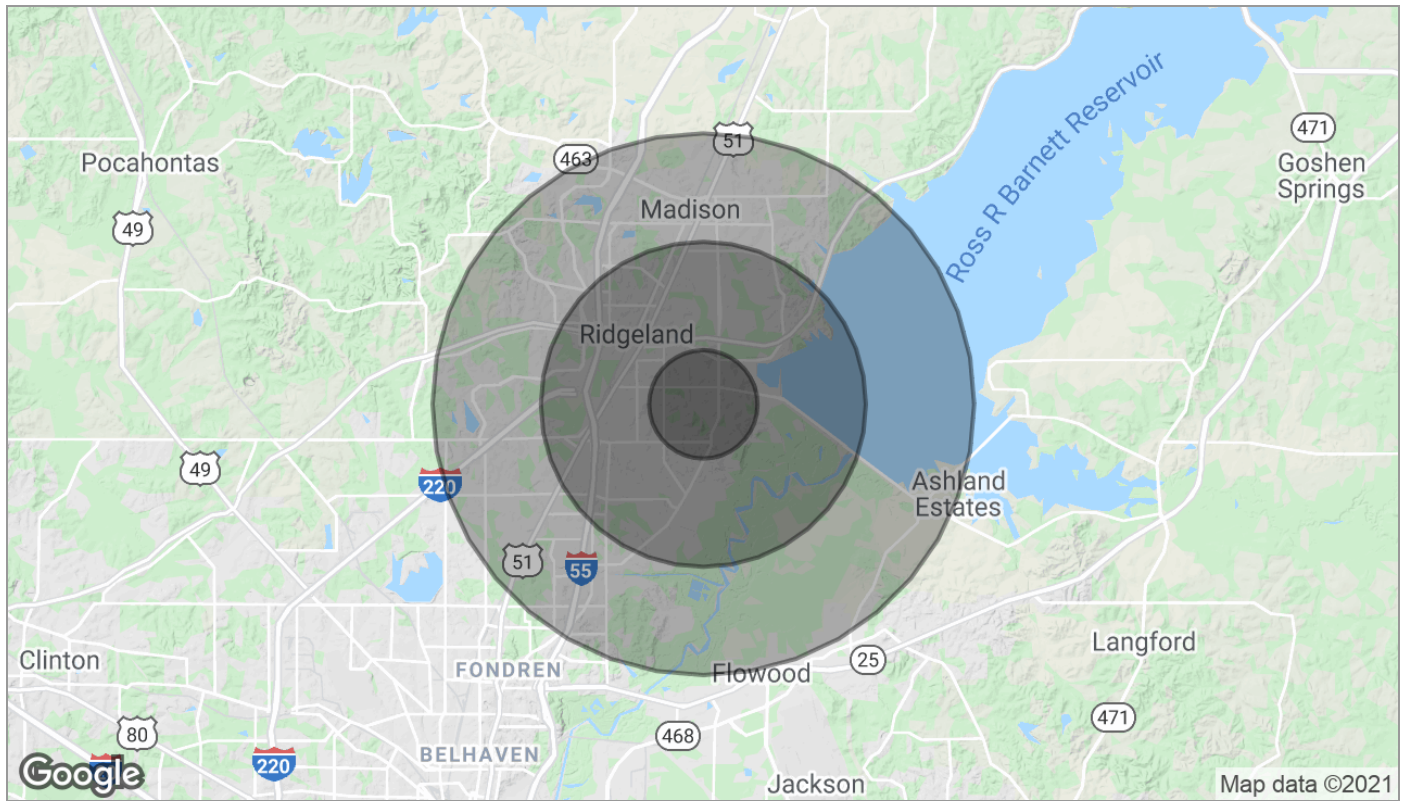 51
471
463
Goshen
Springs
Pocahontas
Ross R Barnett Reservoir
Madison
49
Ridgeland
49
220
Ashland
Estates
51
55
Langford
Clinton
FONDREN
25
Flowood
471
80
468
BELHAVEN
220
Google
Jackson
Map data ©2021